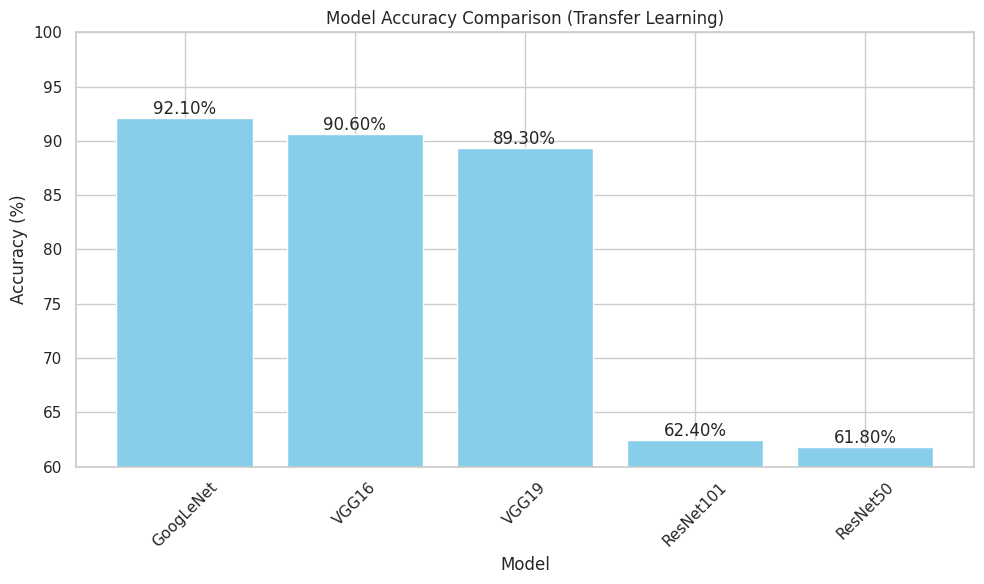 Model Accuracy Comparison (Transfer Learning)
Accuracy (%)
100
95
90
85
80
75
70
65
60
92.10%
90.60%
89.30%
62.40%
61.80%
GoogLeNet
VGG16
VGG19
ResNet101
ResNet50
Model